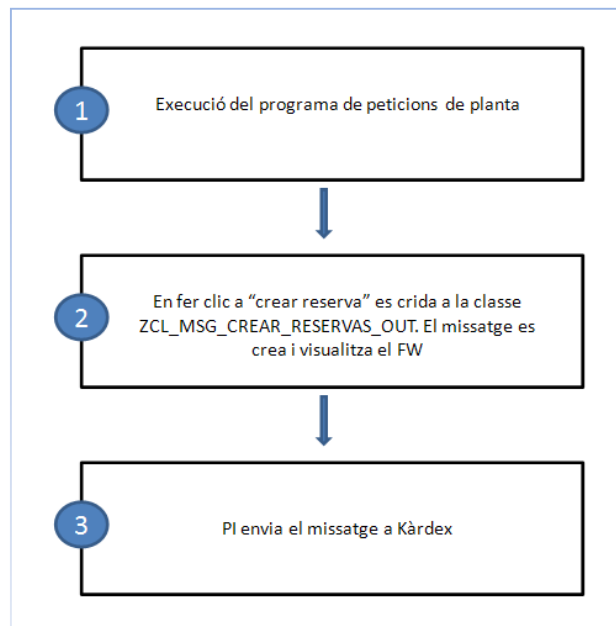 1
Execució del programa de peticions de planta
2
En fer clic a “crear reserva” es crida a la classe
ZCL_MSG_CREAR_RESERVAS_OUT. El missatge es
crea i visualitza el FW
3
PI envia el missatge a Kàrdex